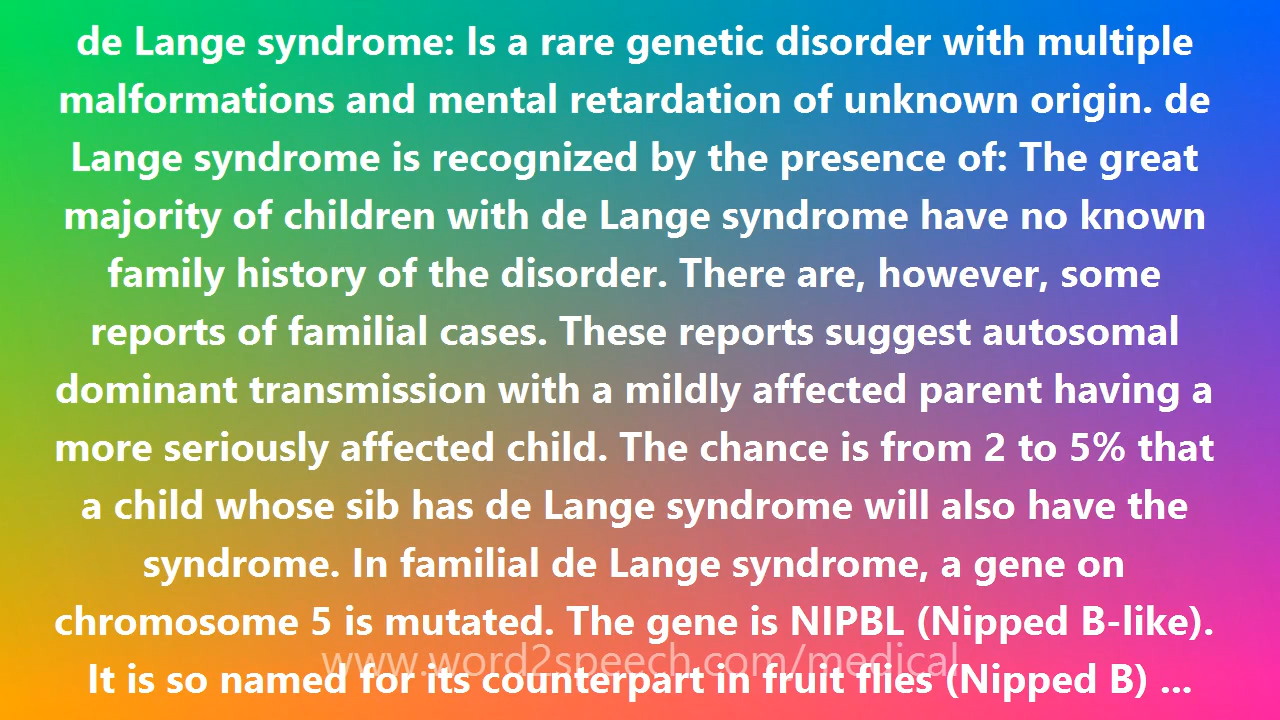 de Lange syndrome: Is a rare genetic disorder with multiple
malformations and mental retardation of unknown origin. de
Lange syndrome is recognized by the presence of: The great
majority of children with de Lange syndrome have no known
family history of the disorder. There are, however, some
reports of familial cases. These reports suggest autosomal
dominant transmission with a mildly affected parent having a
more seriously affected child. The chance is from 2 to 5% that
a child whose sib has de Lange syndrome will also have the
syndrome. In familial de Lange syndrome, a gene on
chromosome 5 is mutated. The gene is NIPBL (Nipped B-like).
www.word2speech.com/medical
It is so named for its counterpart in fruit flies (Nipped B) ...